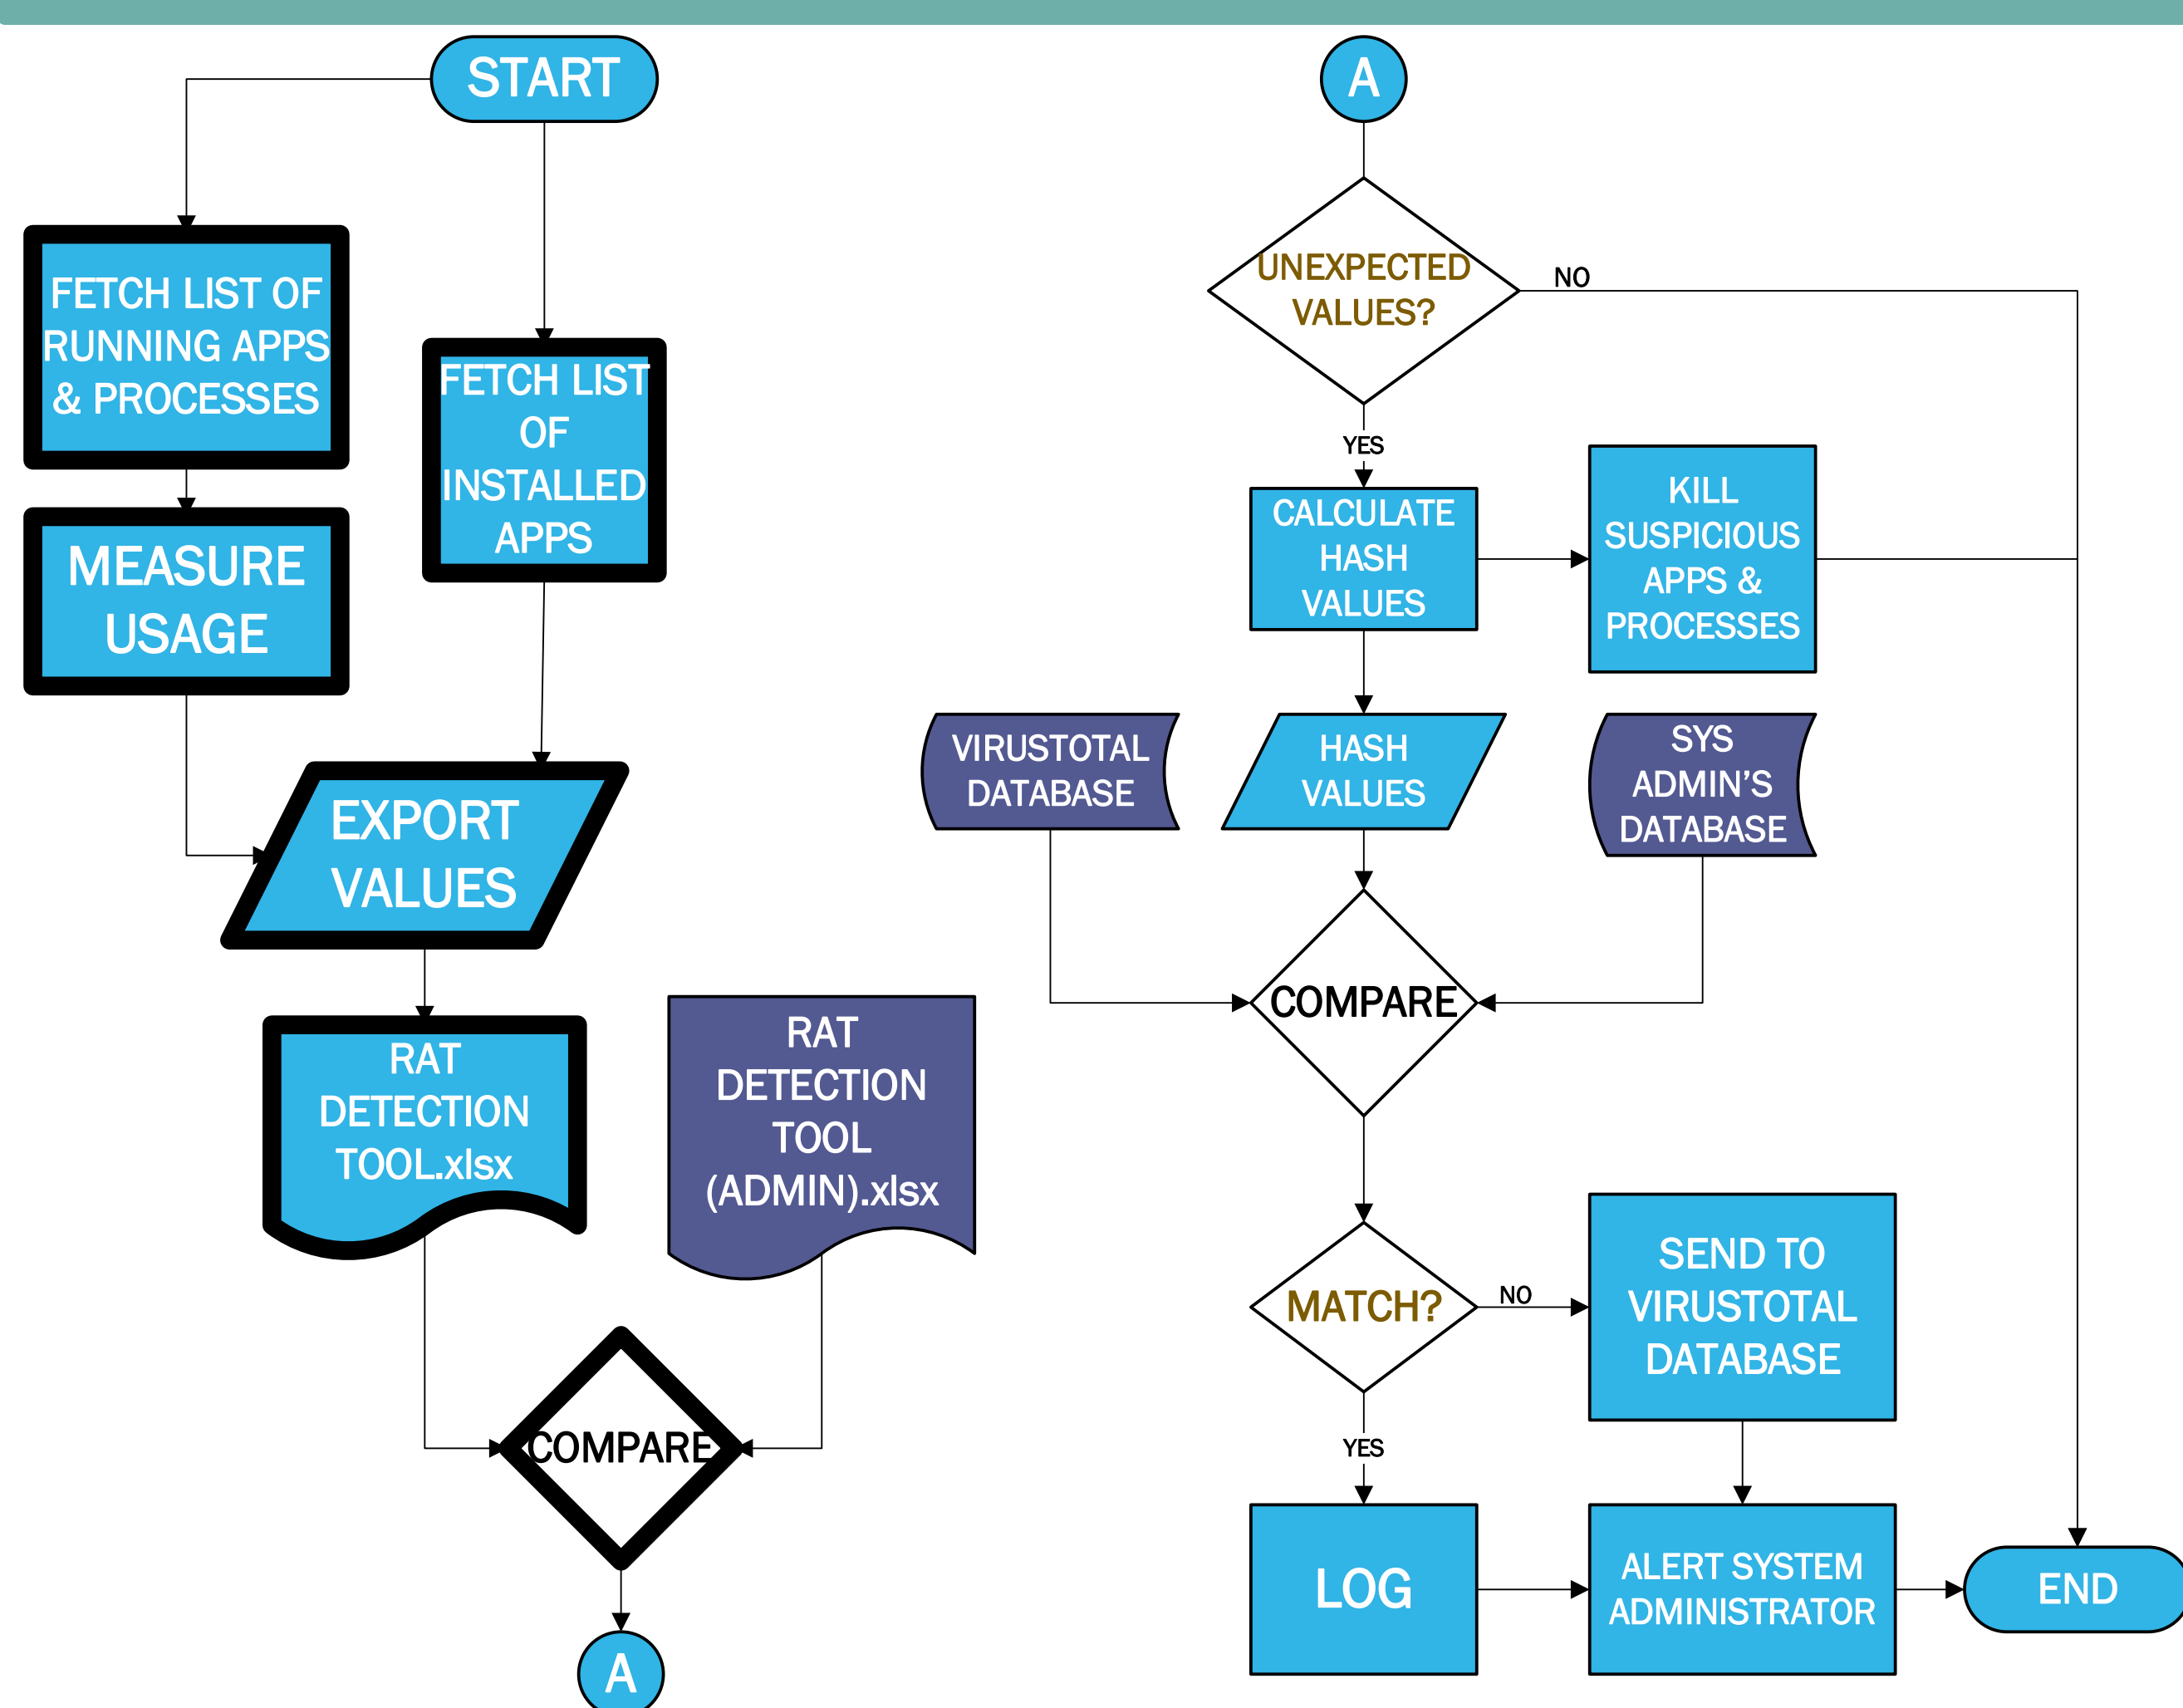 START
FETCH LIST OF
RUNNING APPS
& PROCESSES
FETCH LIST
OF
INSTALLED
APPS
MEASURE
USAGE
EXPORT
VALUES
RAT
DETECTION
TOOL.xlsx
RAT
DETECTION
TOOL
(ADMIN).xlsx
COMPARE
A
A
UNEXPECTED
VALUES?
NO
YES
CALCULATE
HASH
VALUES
KILL
SUSPICIOUS
APPS &
PROCESSES
VIRUSTOTAL
DATABASE
HASH
VALUES
SYS
ADMIN’S
DATABASE
COMPARE
MATCH?
NO
SEND TO
VIRUSTOTAL
DATABASE
YES
LOG
ALERT SYSTEM
ADMINISTRATOR
END